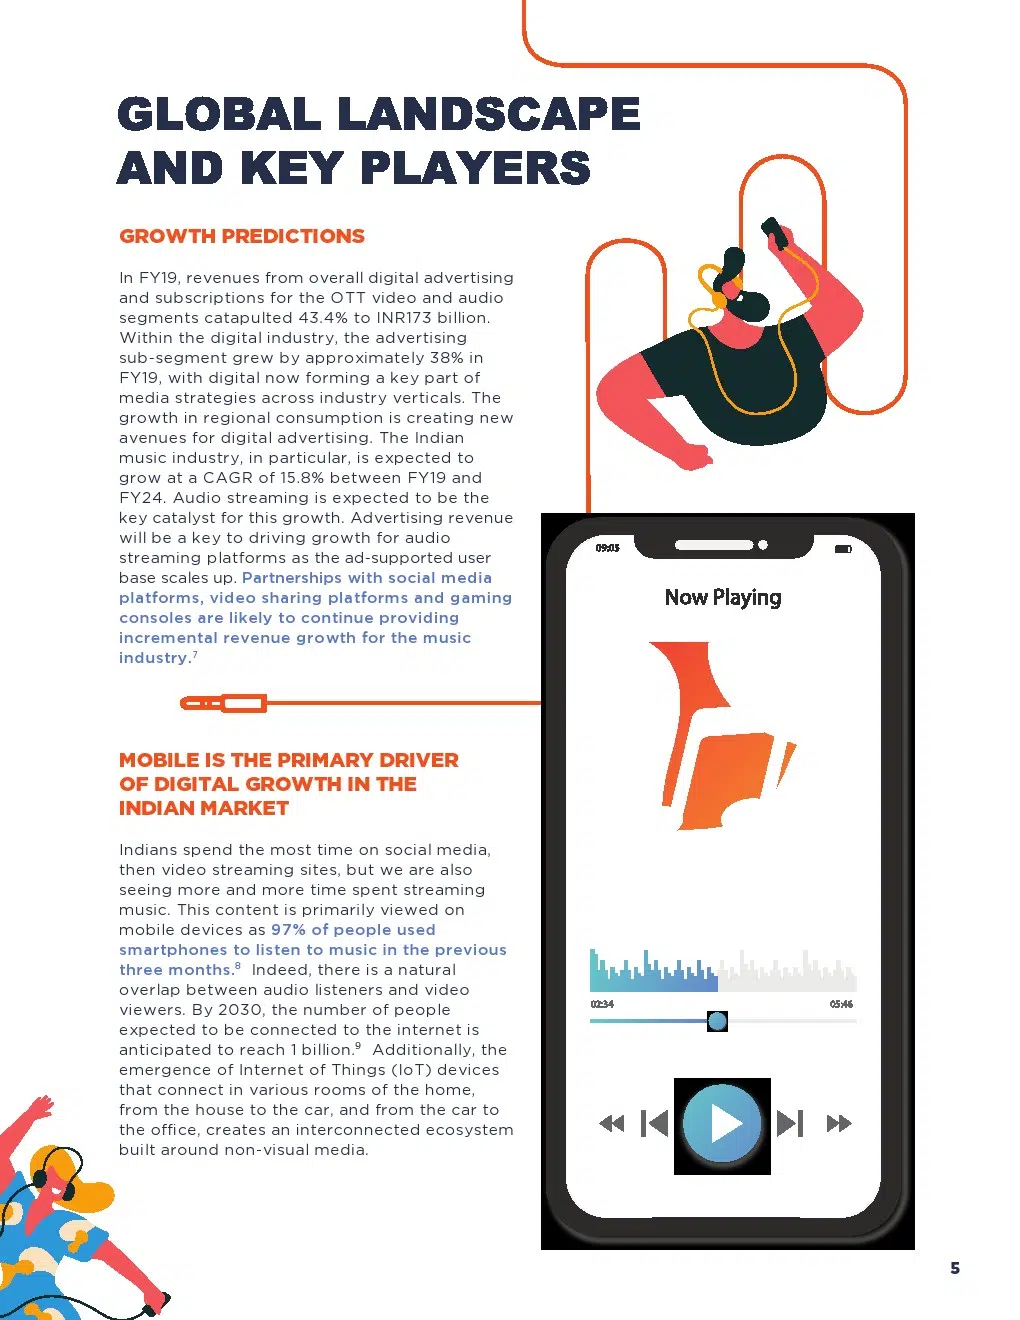 GLOBAL LANDSCAPE
AND KEY PLAYERS
GROWTH PREDICTIONS
In FY19, revenues from overall digital advertising
and subscriptions for the OTT video and audio
segments catapulted 43.4% to INR173 billion.
Within the digital industry, the advertising
sub-segment grew by approximately 38% in
FY19, with digital now forming a key part of
media strategies across industry verticals. The
growth in regional consumption is creating new
avenues for digital advertising. The Indian
music industry, in particular, is expected to
grow at a CAGR of 15.8% between FY19 and
FY24. Audio streaming is expected to be the
key catalyst for this growth. Advertising revenue
will be a key to driving growth for audio
streaming platforms as the ad-supported user
base scales up. Partnerships with social media
platforms, video sharing platforms and gaming
consoles are likely to continue providing
incremental revenue growth for the music
industry.⁷
MOBILE IS THE PRIMARY DRIVER
OF DIGITAL GROWTH IN THE
INDIAN MARKET
Indians spend the most time on social media,
then video streaming sites, but we are also
seeing more and more time spent streaming
music. This content is primarily viewed on
mobile devices as 97% of people used
smartphones to listen to music in the previous
three months.⁸ Indeed, there is a natural
overlap between audio listeners and video
viewers. By 2030, the number of people
expected to be connected to the internet is
anticipated to reach 1 billion.⁹ Additionally, the
emergence of Internet of Things (IoT) devices
that connect in various rooms of the home,
from the house to the car, and from the car to
the office, creates an interconnected ecosystem
built around non-visual media.
09:05
Now Playing
02:34
05:46
5